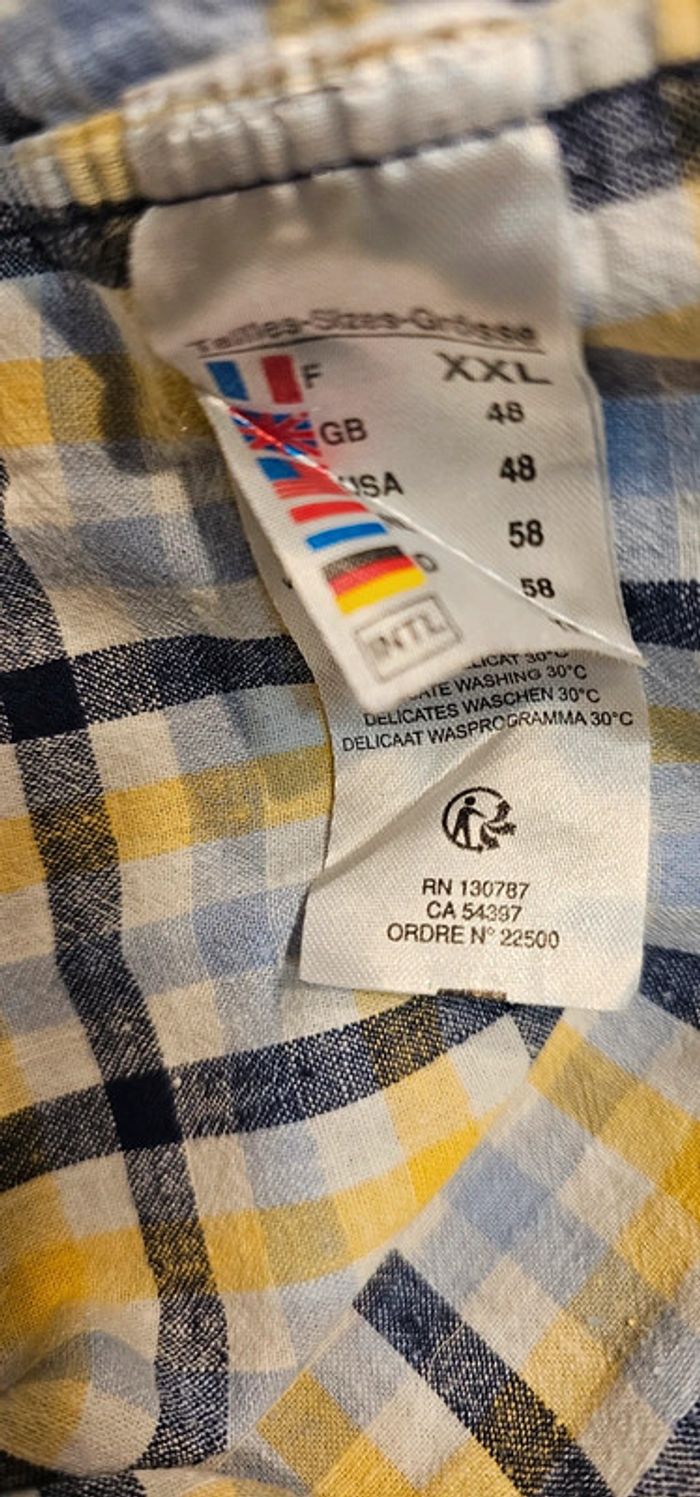 Tailles-Sizes-Grösse
F XXL
GB 48
USA 48
58
D 58
INTL
DELICAT 30°C
WASHING 30°C
DELICATES WASCHEN 30°C
DELICAAT WASPROGRAMMA 30°C
RN 130787
CA 54397
ORDRE N° 22500